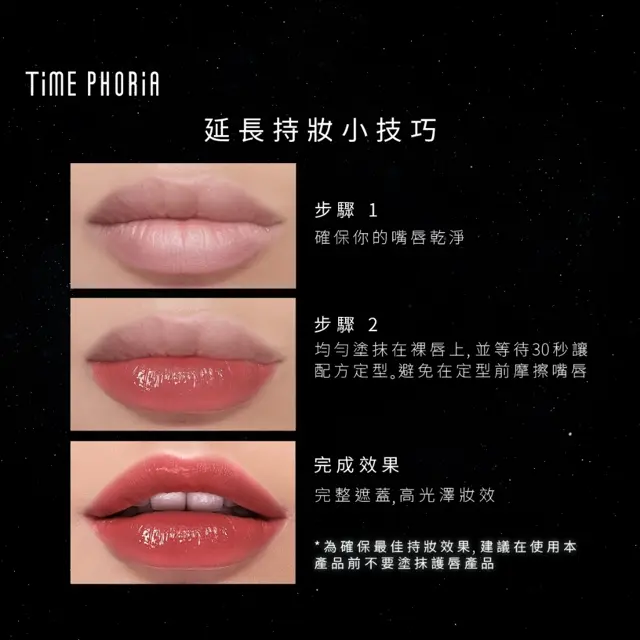 TiME PHORiA
延長持妝小技巧
步驟 1
確保你的嘴唇乾淨
步驟 2
均勻塗抹在裸唇上,並等待30秒讓
配方定型。避免在定型前摩擦嘴唇
完成效果
完整遮蓋,高光澤妝效
*為確保最佳持妝效果,建議在使用本
產品前不要塗抹護唇產品